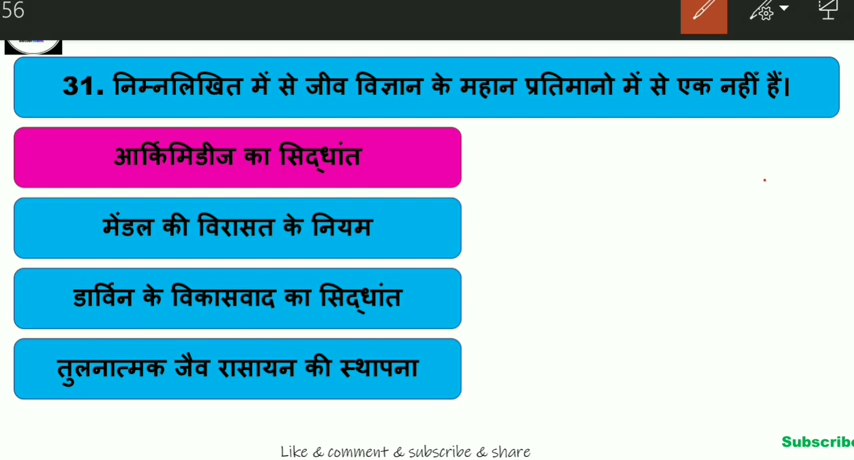 56
31. निम्नलिखित में से जीव विज्ञान के महान प्रतिमानो में से एक नहीं हैं।
आर्किमिडीज का सिद्धांत
मेंडल की विरासत के नियम
डार्विन के विकासवाद का सिद्धांत
तुलनात्मक जैव रासायन की स्थापना
Subscribe
Like & comment & subscribe & share